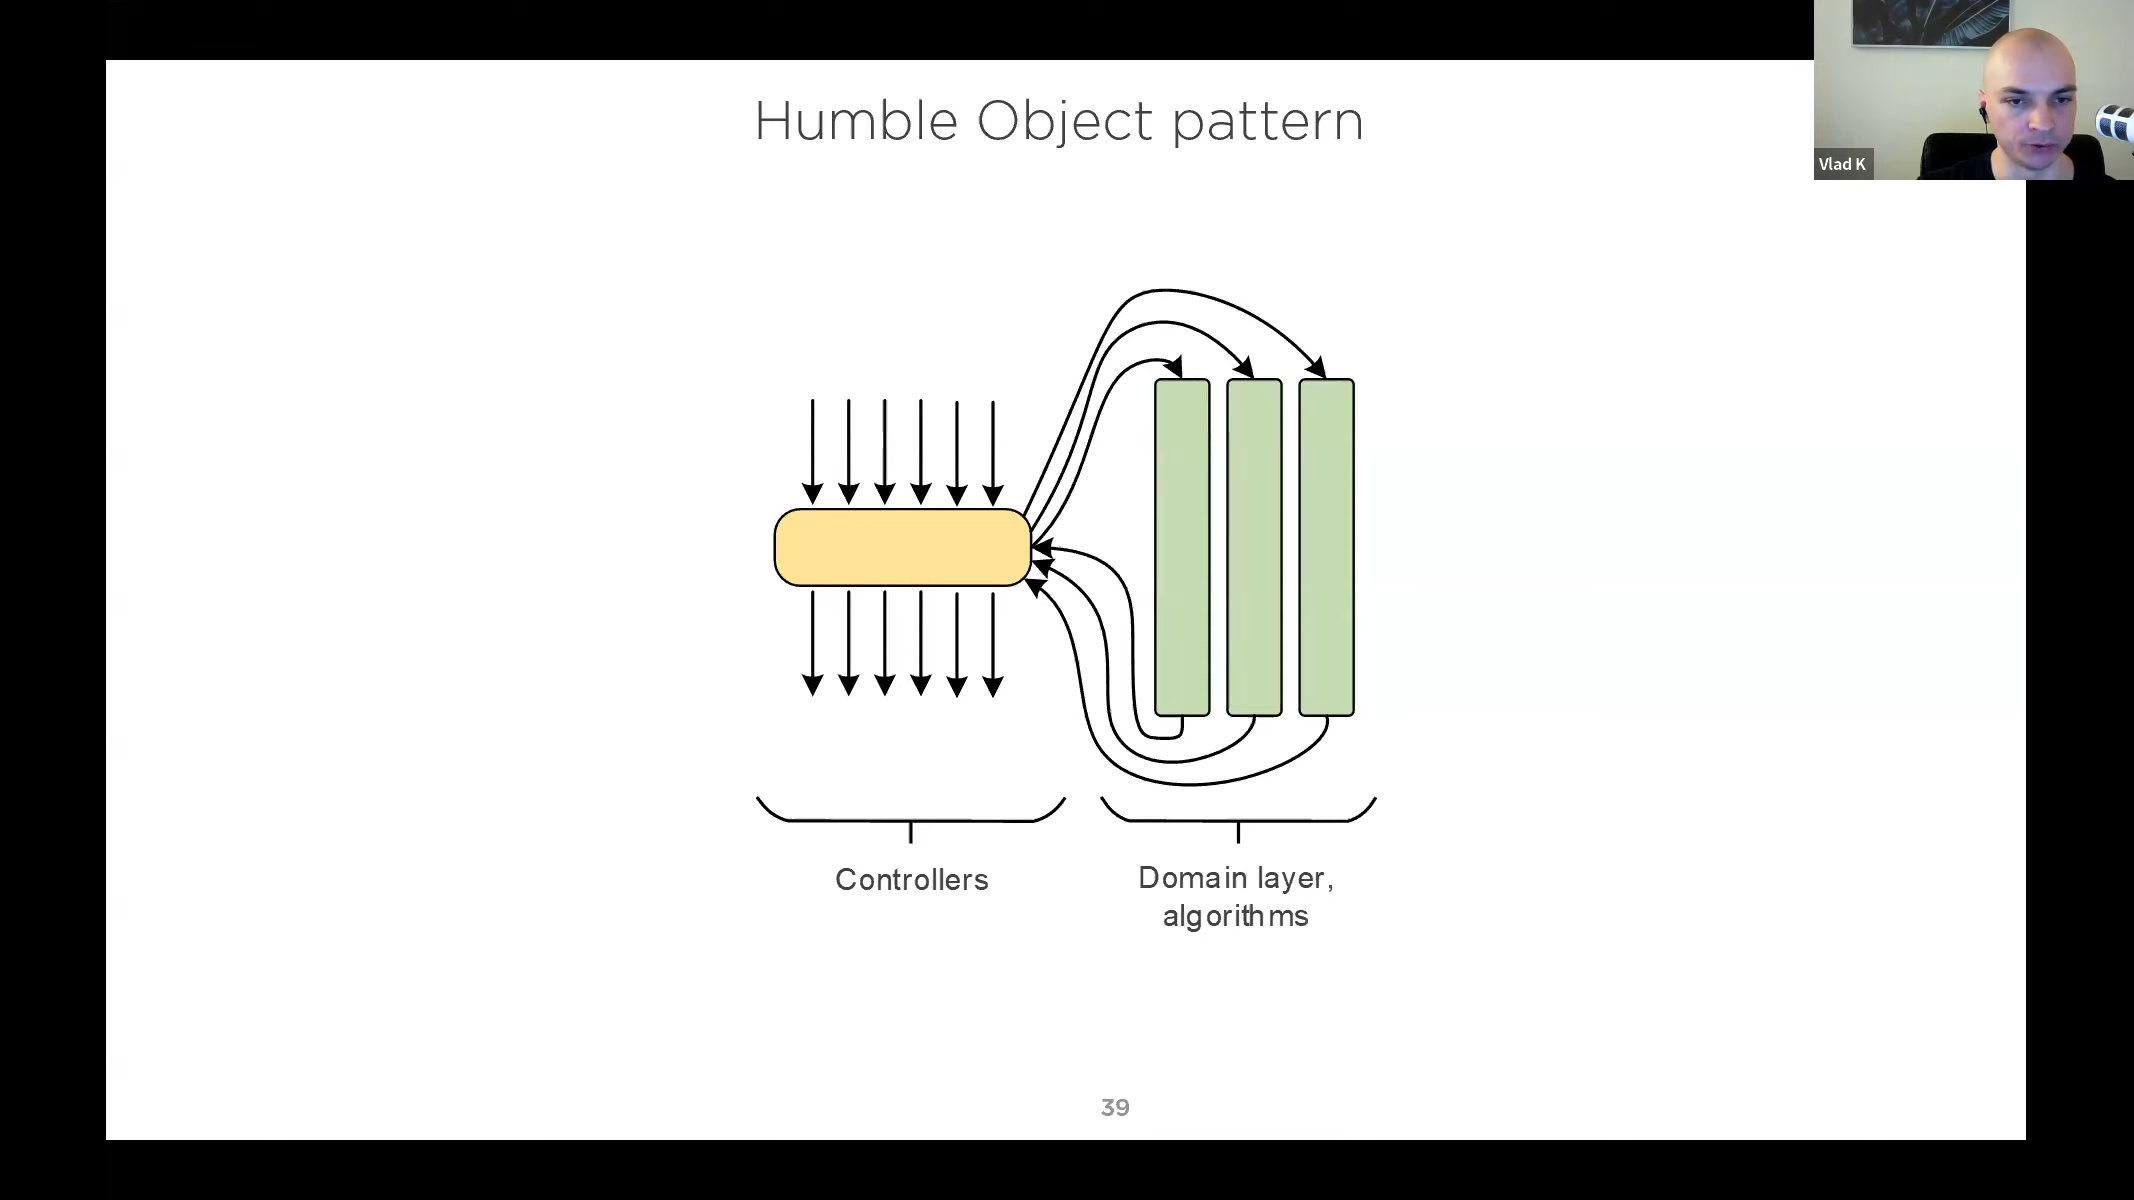 Humble Object pattern
Vlad K
Controllers
Domain layer,
algorithms
39